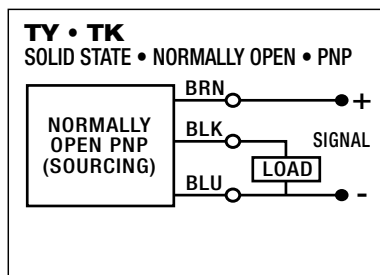 TY • TK
SOLID STATE • NORMALLY OPEN • PNP
BRN
+
NORMALLY
OPEN PNP
(SOURCING)
BLK
SIGNAL
LOAD
BLU
-